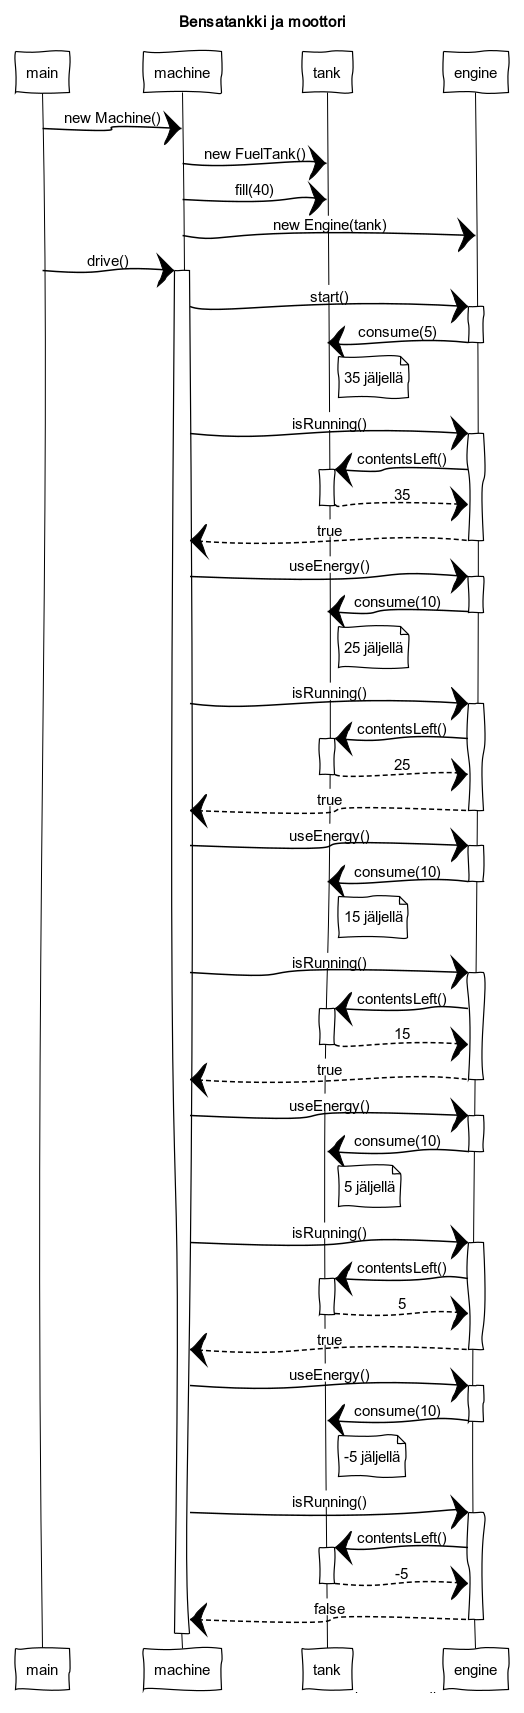 Bensatankki ja moottori
main
machine
tank
engine
new Machine()
new FuelTank()
fill(40)
new Engine(tank)
drive()
start()
consume(5)
35 jäljellä
isRunning()
contentsLeft()
35
true
useEnergy()
consume(10)
25 jäljellä
isRunning()
contentsLeft()
25
true
useEnergy()
consume(10)
15 jäljellä
isRunning()
contentsLeft()
15
true
useEnergy()
consume(10)
5 jäljellä
isRunning()
contentsLeft()
5
true
useEnergy()
consume(10)
-5 jäljellä
isRunning()
contentsLeft()
-5
false
main
machine
tank
engine